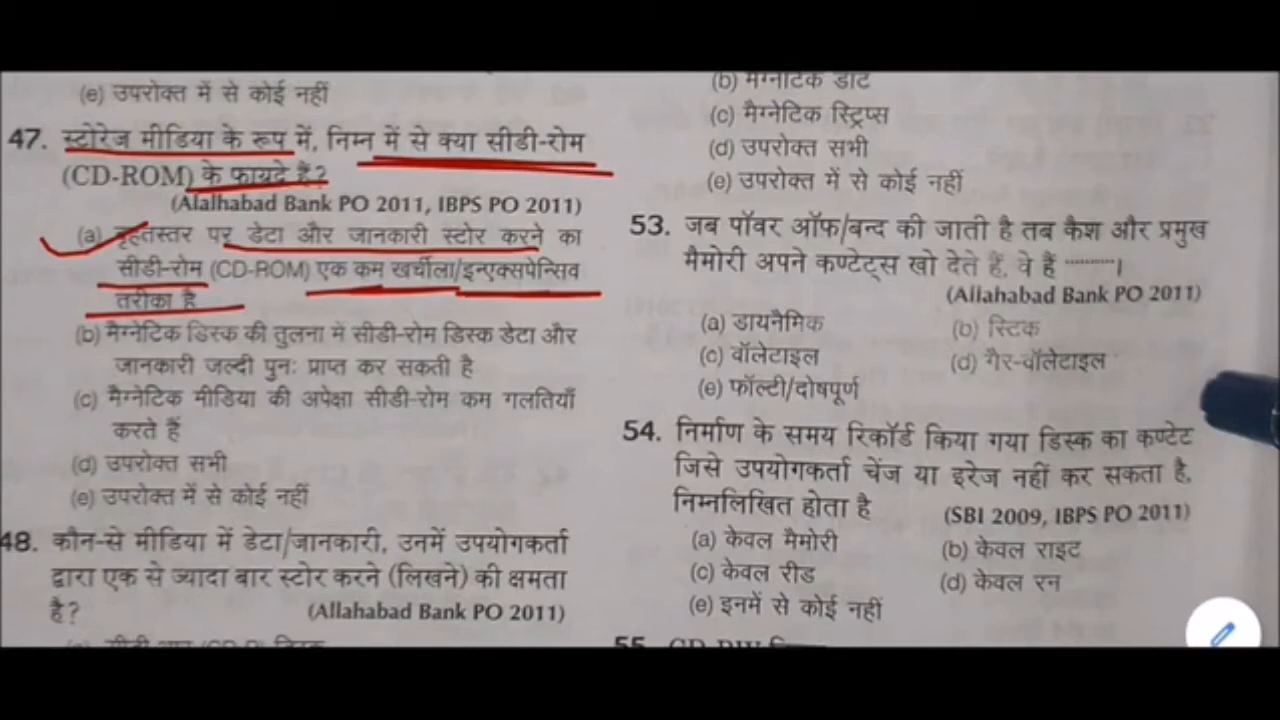 (e) उपरोक्त में से कोई नहीं
47. स्टोरेज मीडिया के रूप में, निम्न में से क्या सीडी-रोम
(CD-ROM) के फायदे हैं?
(Alalhabad Bank PO 2011, IBPS PO 2011)
(a) वृहतस्तर पर डेटा और जानकारी स्टोर करने का
सीडी-रोम (CD-ROM) एक कम खर्चीला/इन्एक्सपेन्सिव
तरीका है
(b) मैग्नेटिक डिस्क की तुलना में सीडी-रोम डिस्क डेटा और
जानकारी जल्दी पुनः प्राप्त कर सकती है
(c) मैग्नेटिक मीडिया की अपेक्षा सीडी-रोम कम गलतियाँ
करते हैं
(d) उपरोक्त सभी
(e) उपरोक्त में से कोई नहीं
48. कौन-से मीडिया में डेटा/जानकारी, उनमें उपयोगकर्ता
द्वारा एक से ज्यादा बार स्टोर करने (लिखने) की क्षमता
है? (Allahabad Bank PO 2011)
(b) मैग्नेटिक डॉट
(c) मैग्नेटिक स्ट्रिप्स
(d) उपरोक्त सभी
(e) उपरोक्त में से कोई नहीं
53. जब पॉवर ऑफ/बन्द की जाती है तब कैश और प्रमुख
मैमोरी अपने कण्टेट्स खो देते हैं, वे हैं ..........।
(Allahabad Bank PO 2011)
(a) डायनैमिक (b) स्टिक
(c) वॉलेटाइल (d) गैर-वॉलेटाइल
(e) फॉल्टी/दोषपूर्ण
54. निर्माण के समय रिकॉर्ड किया गया डिस्क का कण्टेट
जिसे उपयोगकर्ता चेंज या इरेज नहीं कर सकता है,
निम्नलिखित होता है (SBI 2009, IBPS PO 2011)
(a) केवल मैमोरी (b) केवल राइट
(c) केवल रीड (d) केवल रन
(e) इनमें से कोई नहीं